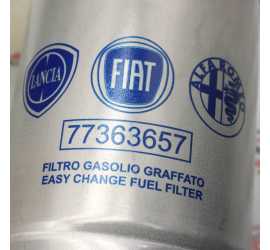 LANCIA
FIAT
ALFA ROMEO
77363657
FILTRO GASOLIO GRAFFATO
EASY CHANGE FUEL FILTER